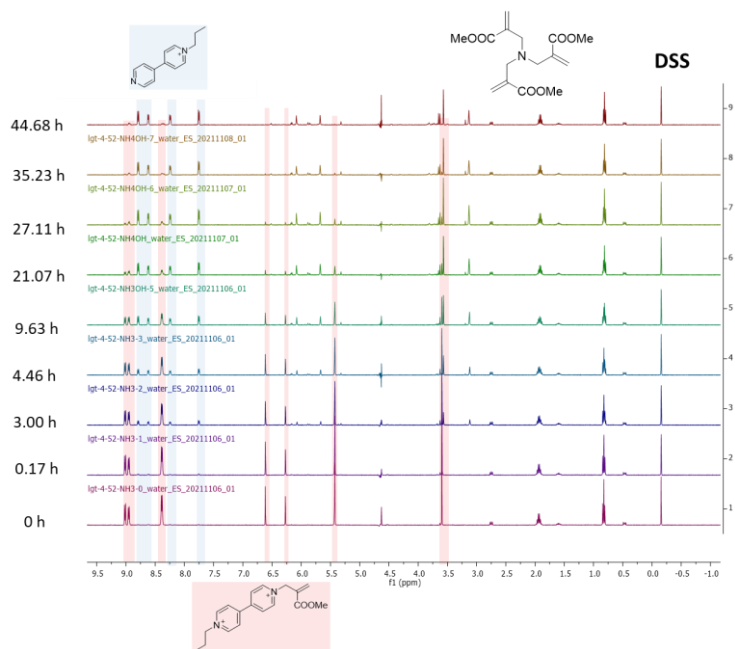 N
N
+
COOMe
MeOOC
N
COOMe
DSS
44.68 h
9
lgt-4-52-NH4OH-7_water_ES_20211108_01
35.23 h
8
lgt-4-52-NH4OH-6_water_ES_20211107_01
27.11 h
7
lgt-4-52-NH4OH_water_ES_20211107_01
21.07 h
6
lgt-4-52-NH3OH-5_water_ES_20211106_01
9.63 h
5
lgt-4-52-NH3-3_water_ES_20211106_01
4.46 h
4
lgt-4-52-NH3-2_water_ES_20211106_01
3.00 h
3
lgt-4-52-NH3-1_water_ES_20211106_01
0.17 h
2
lgt-4-52-NH3-0_water_ES_20211106_01
0 h
1
9.5 9.0 8.5 8.0 7.5 7.0 6.5 6.0 5.5 5.0 4.5 4.0 3.5 3.0 2.5 2.0 1.5 1.0 0.5 0.0 -0.5 -1.0
f1 (ppm)
N
+
COOMe
N
+